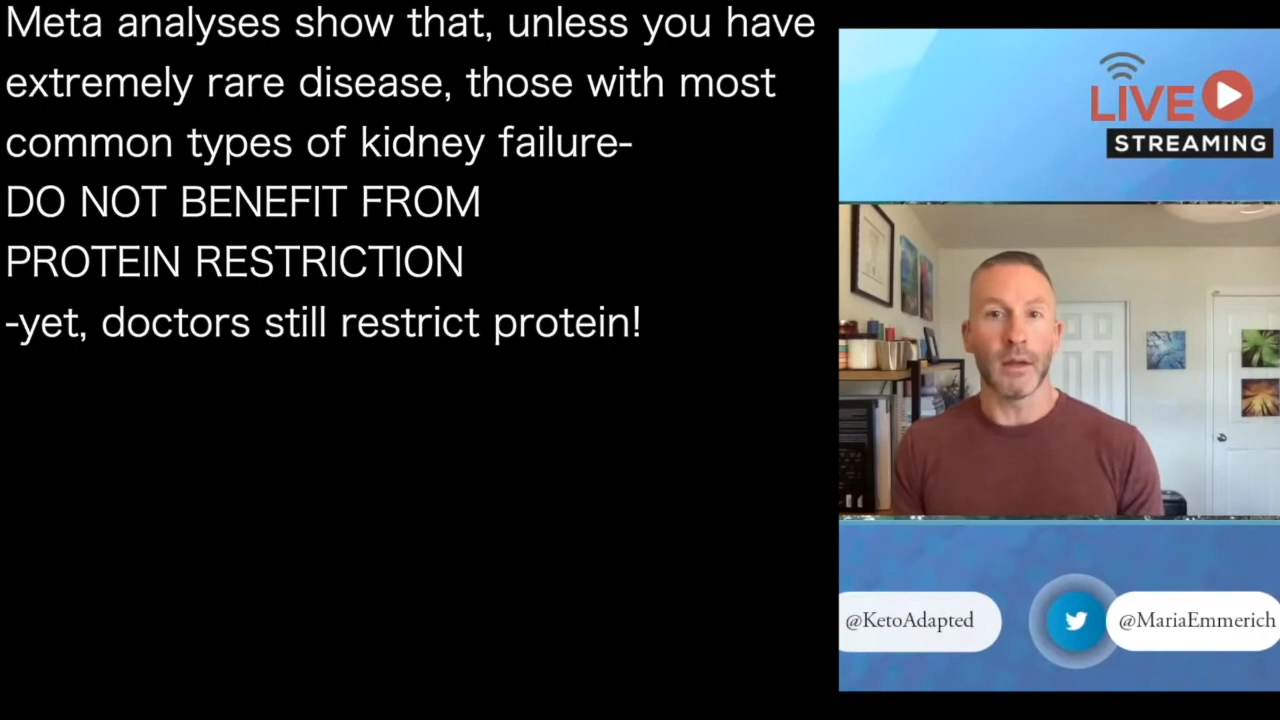 Meta analyses show that, unless you have
extremely rare disease, those with most
common types of kidney failure-
DO NOT BENEFIT FROM
PROTEIN RESTRICTION
-yet, doctors still restrict protein!
LIVE
STREAMING
@KetoAdapted
@MariaEmmerich